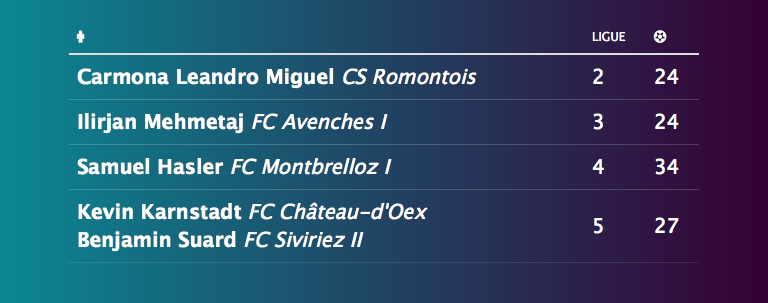 LIGUE
Carmona Leandro Miguel CS Romontois 2 24
Ilirjan Mehmetaj FC Avenches I 3 24
Samuel Hasler FC Montbrelloz I 4 34
Kevin Karnstadt FC Château-d'Oex
Benjamin Suard FC Siviriez II 5 27